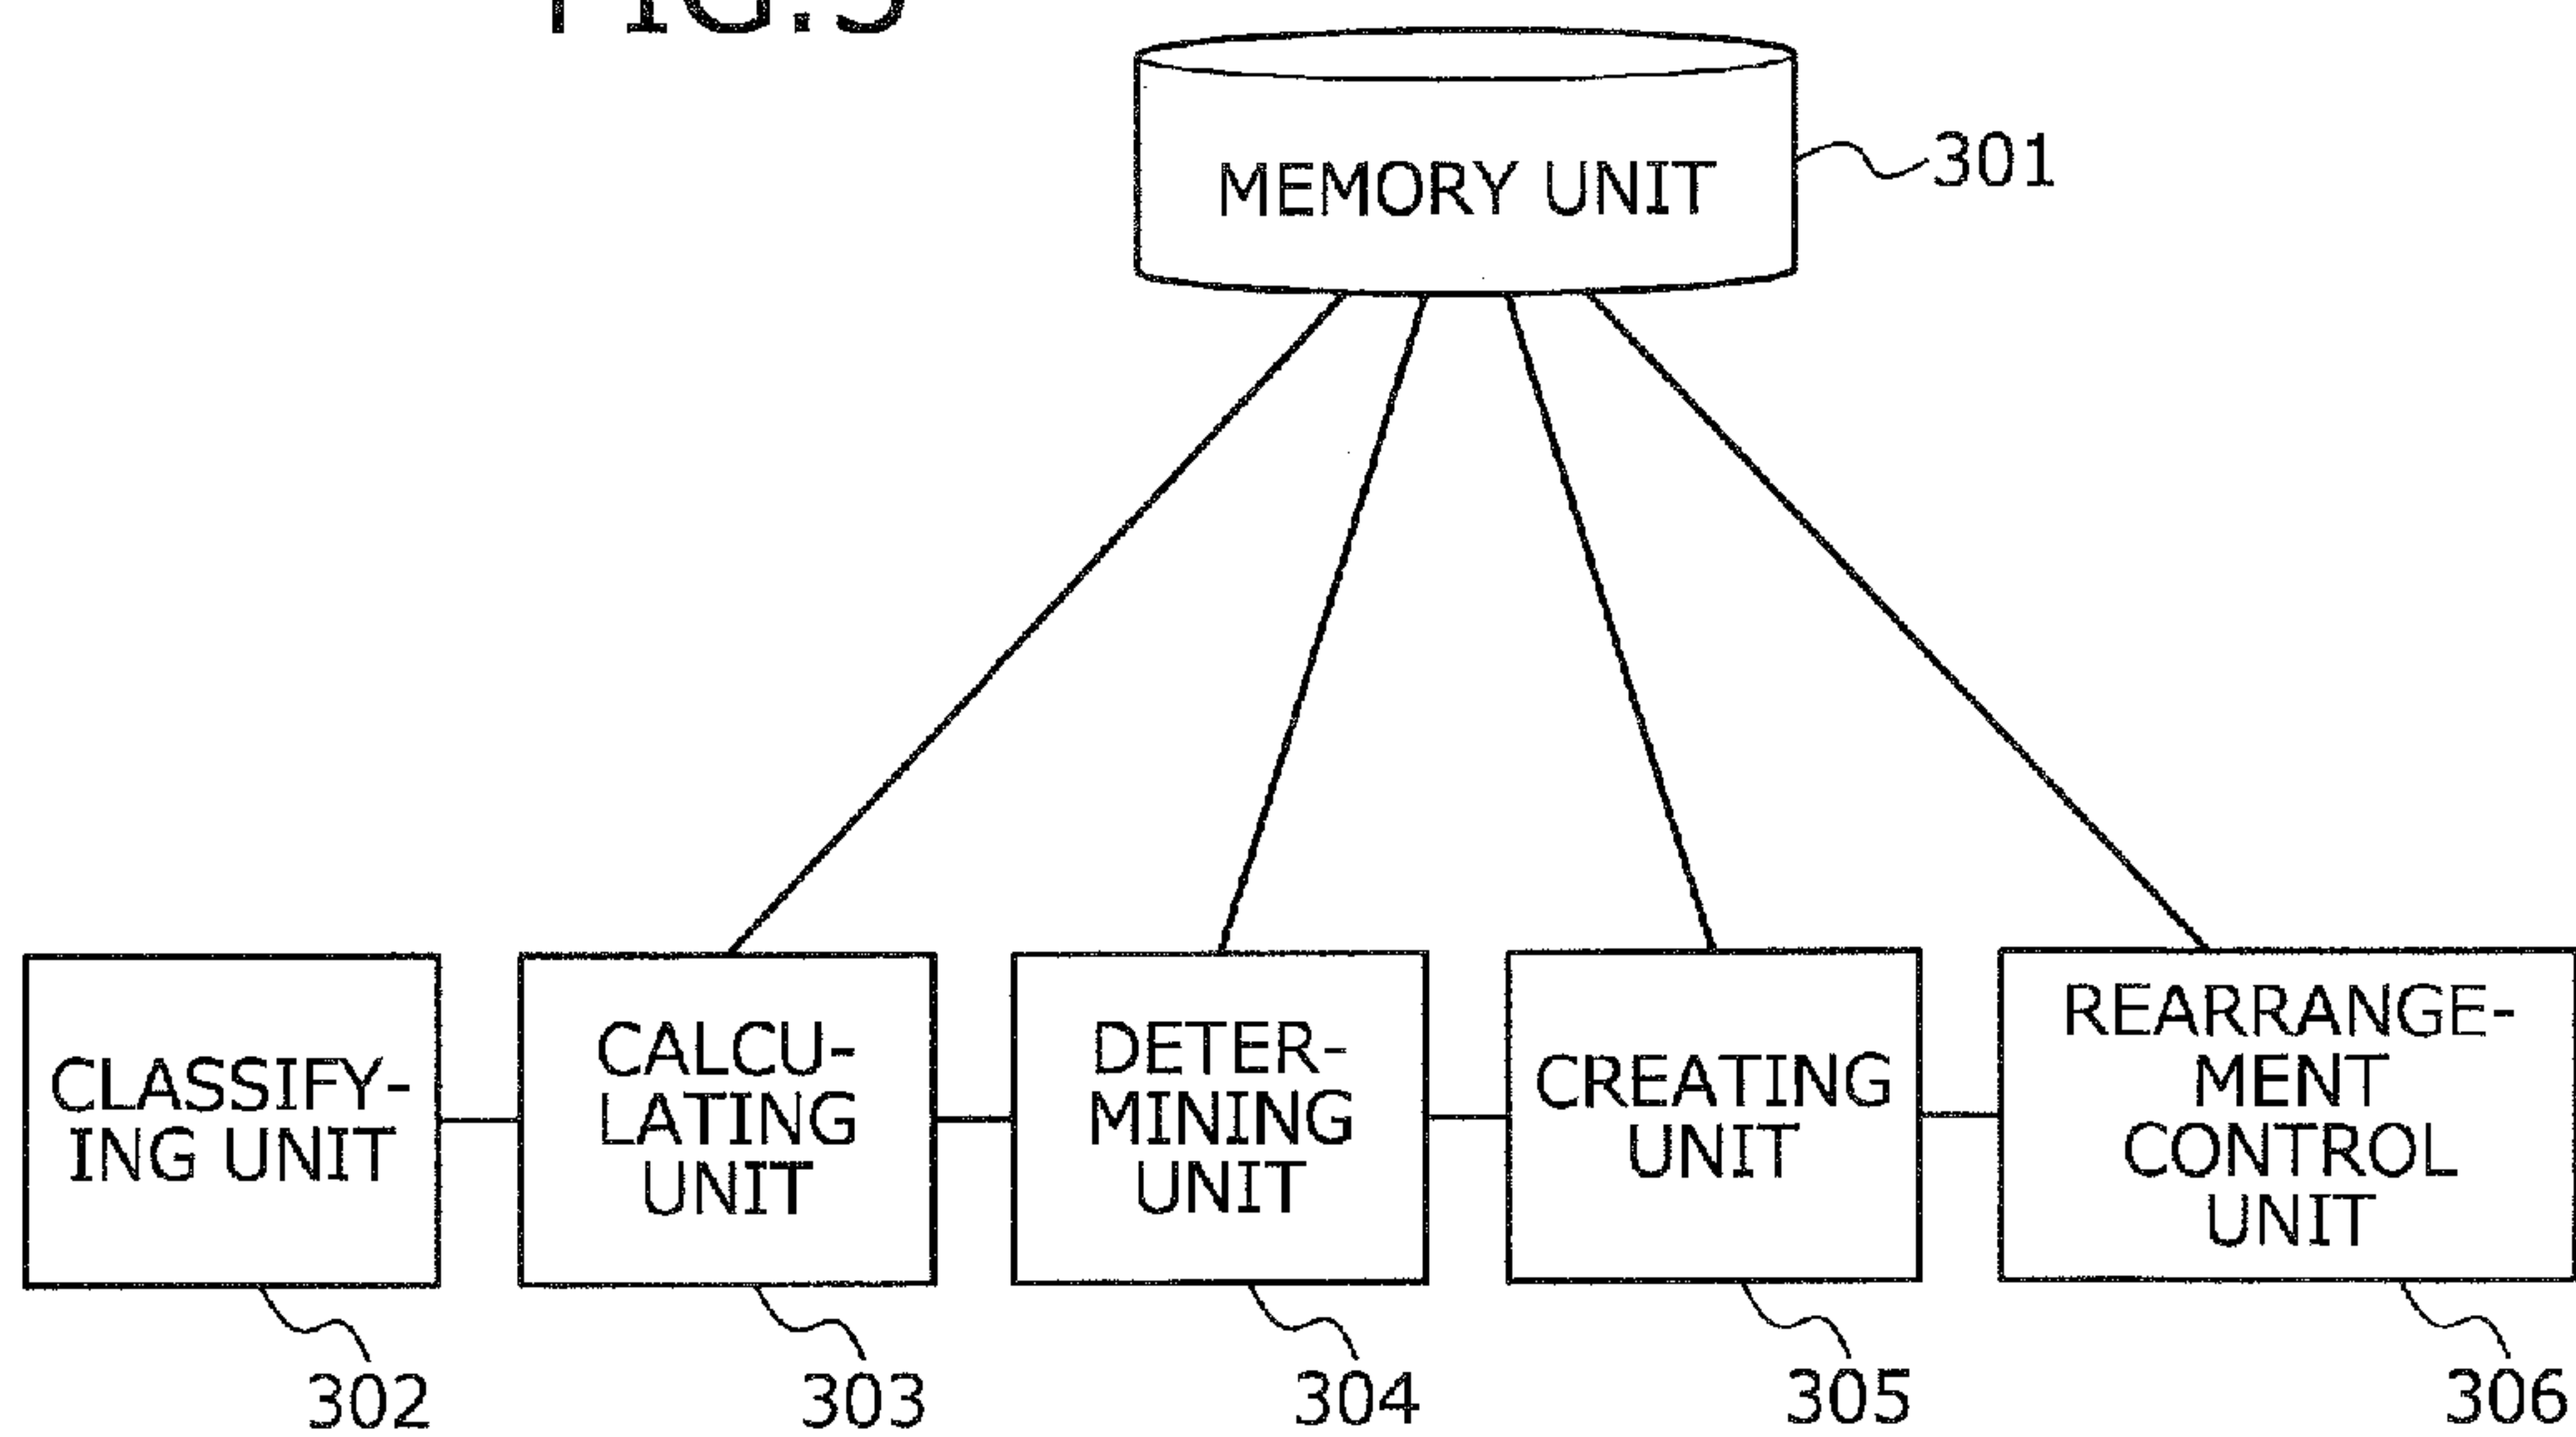 MEMORY UNIT
301
CLASSIFY-
ING UNIT
CALCU-
LATING
UNIT
DETER-
MINING
UNIT
CREATING
UNIT
REARRANGE-
MENT
CONTROL
UNIT
302
303
304
305
306